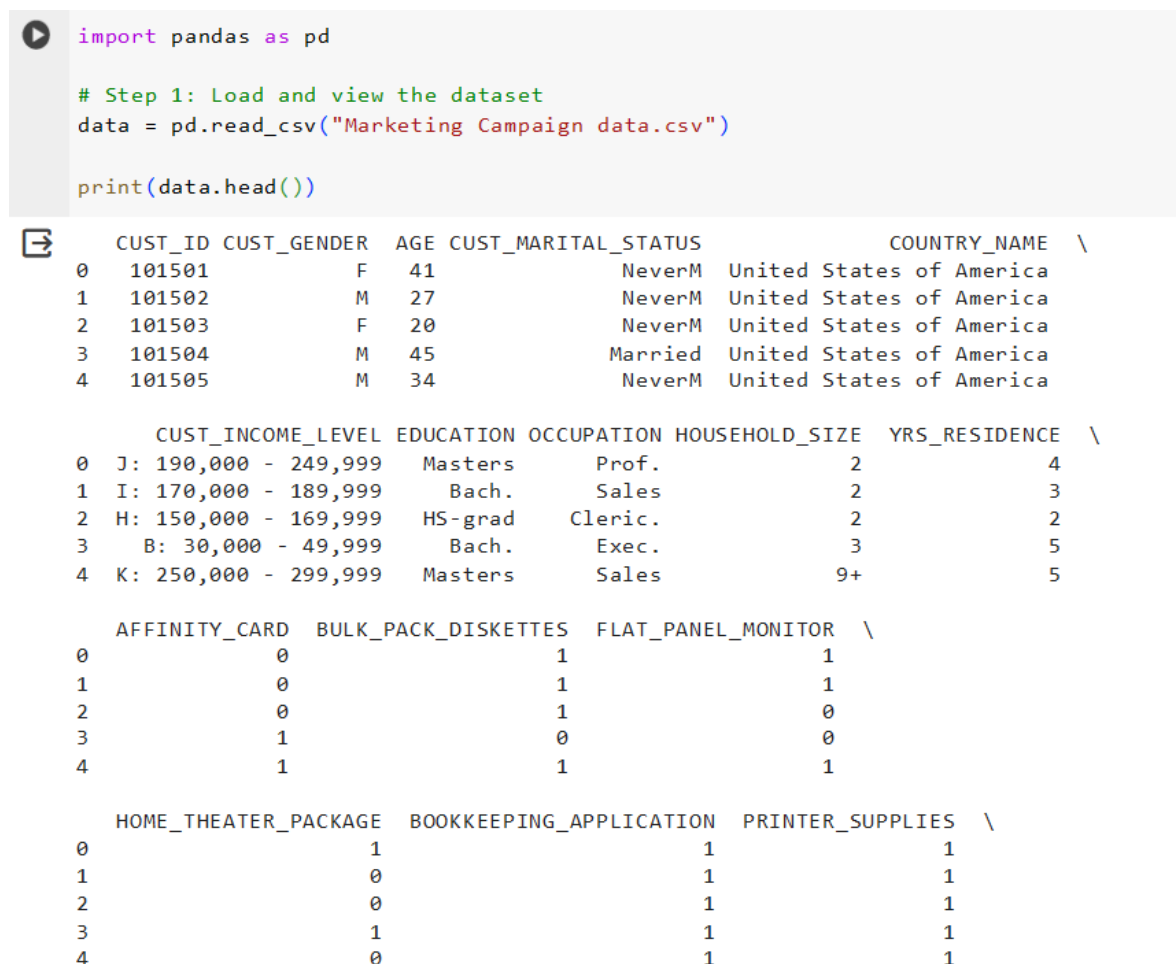 import pandas as pd
# Step 1: Load and view the dataset
data = pd.read_csv("Marketing Campaign data.csv")
print(data.head())
CUST_ID CUST_GENDER AGE CUST_MARITAL_STATUS COUNTRY_NAME \
0 101501 F 41 NeverM United States of America
1 101502 M 27 NeverM United States of America
2 101503 F 20 NeverM United States of America
3 101504 M 45 Married United States of America
4 101505 M 34 NeverM United States of America
CUST_INCOME_LEVEL EDUCATION OCCUPATION HOUSEHOLD_SIZE YRS_RESIDENCE \
0 J: 190,000 - 249,999 Masters Prof. 2 4
1 I: 170,000 - 189,999 Bach. Sales 2 3
2 H: 150,000 - 169,999 HS-grad Cleric. 2 2
3 B: 30,000 - 49,999 Bach. Exec. 3 5
4 K: 250,000 - 299,999 Masters Sales 9+ 5
AFFINITY_CARD BULK_PACK_DISKETTES FLAT_PANEL_MONITOR \
0 0 1 1
1 0 1 1
2 0 1 0
3 1 0 0
4 1 1 1
HOME_THEATER_PACKAGE BOOKKEEPING_APPLICATION PRINTER_SUPPLIES \
0 1 1 1
1 0 1 1
2 0 1 1
3 1 1 1
4 0 1 1